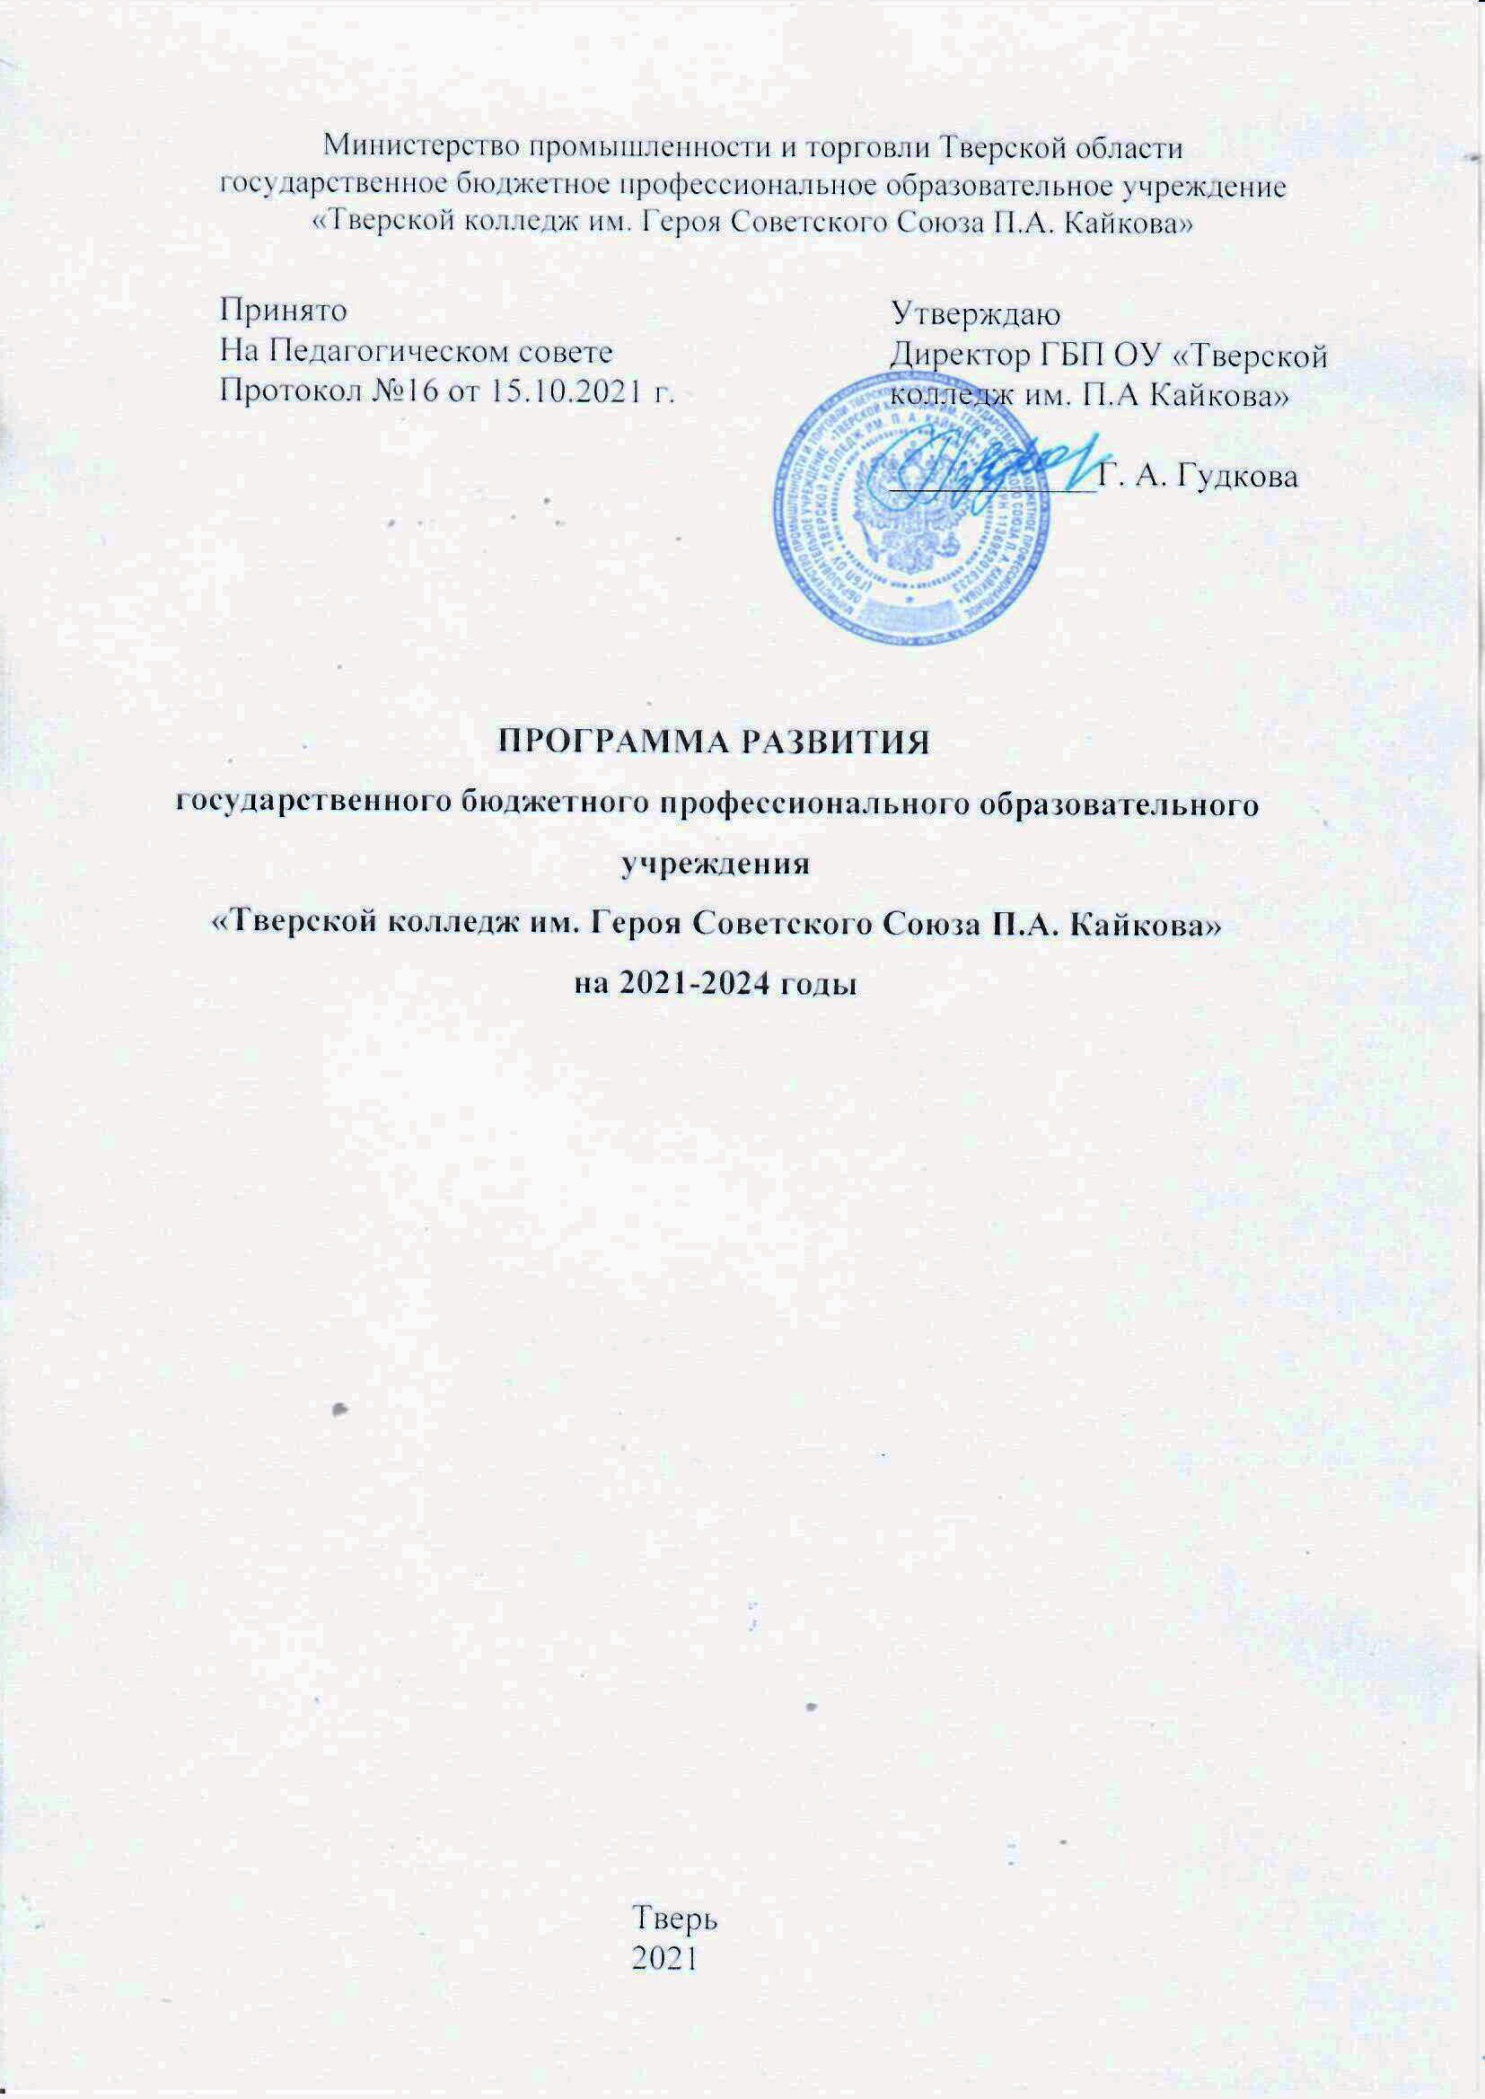 Министерство промышленности и торговли Тверской области
государственное бюджетное профессиональное образовательное учреждение
«Тверской колледж им. Героя Советского Союза П.А. Кайкова»
Принято
На Педагогическом совете
Протокол №16 от 15.10.2021 г.
Утверждаю
Директор ГБП ОУ «Тверской
колледж им. П.А Кайкова»
Г. А. Гудкова
ПРОГРАММА РАЗВИТИЯ
государственного бюджетного профессионального образовательного
учреждения
«Тверской колледж им. Героя Советского Союза П.А. Кайкова»
на 2021-2024 годы
Тверь
2021